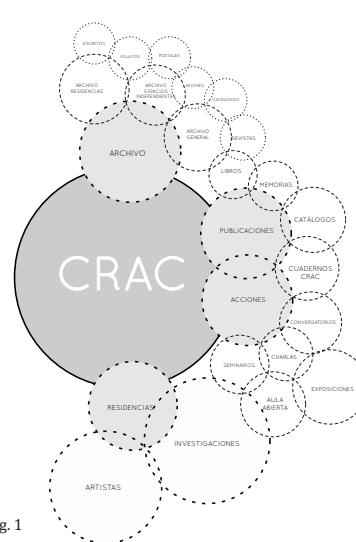 ESCRITOS
FOLLETOS
POSTALES
ARCHIVO
RESIDENCIAS
ARCHIVO
ESPACIOS
INDEPENDIENTES
AFICHES
CATÁLOGOS
ARCHIVO
GENERAL
REVISTAS
ARCHIVO
LIBROS
MEMORIAS
PUBLICACIONES
CATÁLOGOS
CRAC
CUADERNOS
CRAC
ACCIONES
CONVERSATORIOS
CHARLAS
SEMINARIOS
EXPOSICIONES
AULA
ABIERTA
RESIDENCIAS
INVESTIGACIONES
ARTISTAS
g. 1